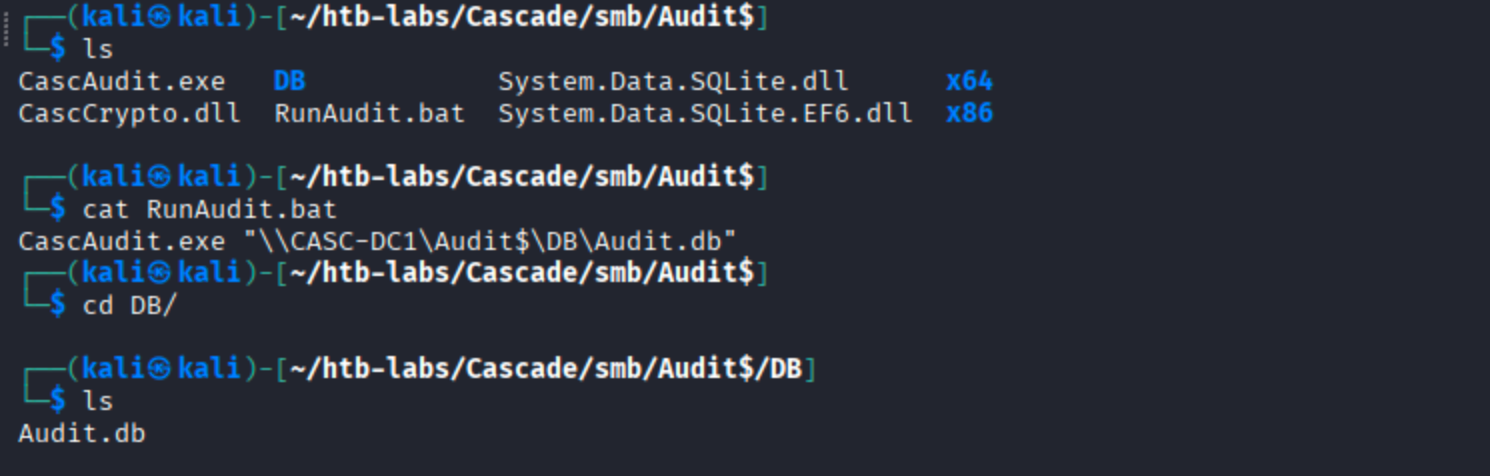 ┌──(kali㉿kali)-[~/htb-labs/Cascade/smb/Audit$]
└─$ ls
CascAudit.exe   DB            System.Data.SQLite.dll      x64
CascCrypto.dll  RunAudit.bat  System.Data.SQLite.EF6.dll  x86
┌──(kali㉿kali)-[~/htb-labs/Cascade/smb/Audit$]
└─$ cat RunAudit.bat
CascAudit.exe "\\CASC-DC1\Audit$\DB\Audit.db"
┌──(kali㉿kali)-[~/htb-labs/Cascade/smb/Audit$]
└─$ cd DB/
┌──(kali㉿kali)-[~/htb-labs/Cascade/smb/Audit$/DB]
└─$ ls
Audit.db